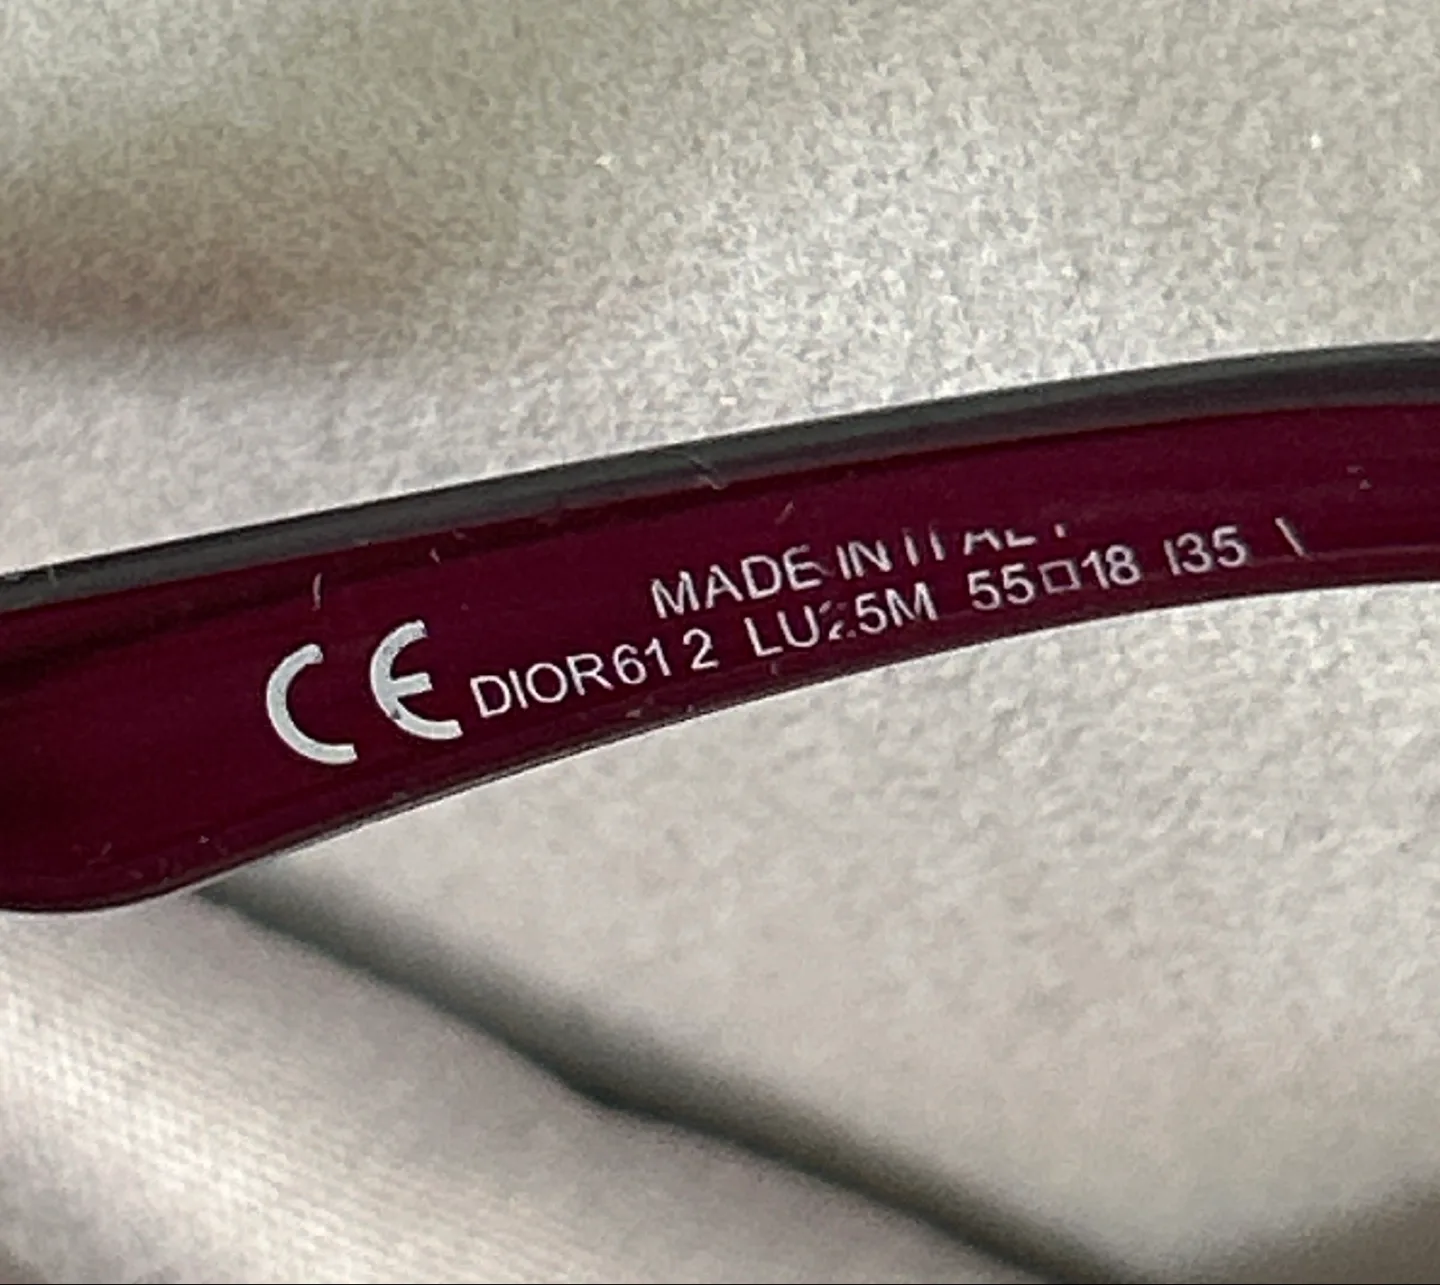 MADE IN ITALY
CE DIOR61 2 LU25M 55□18 135